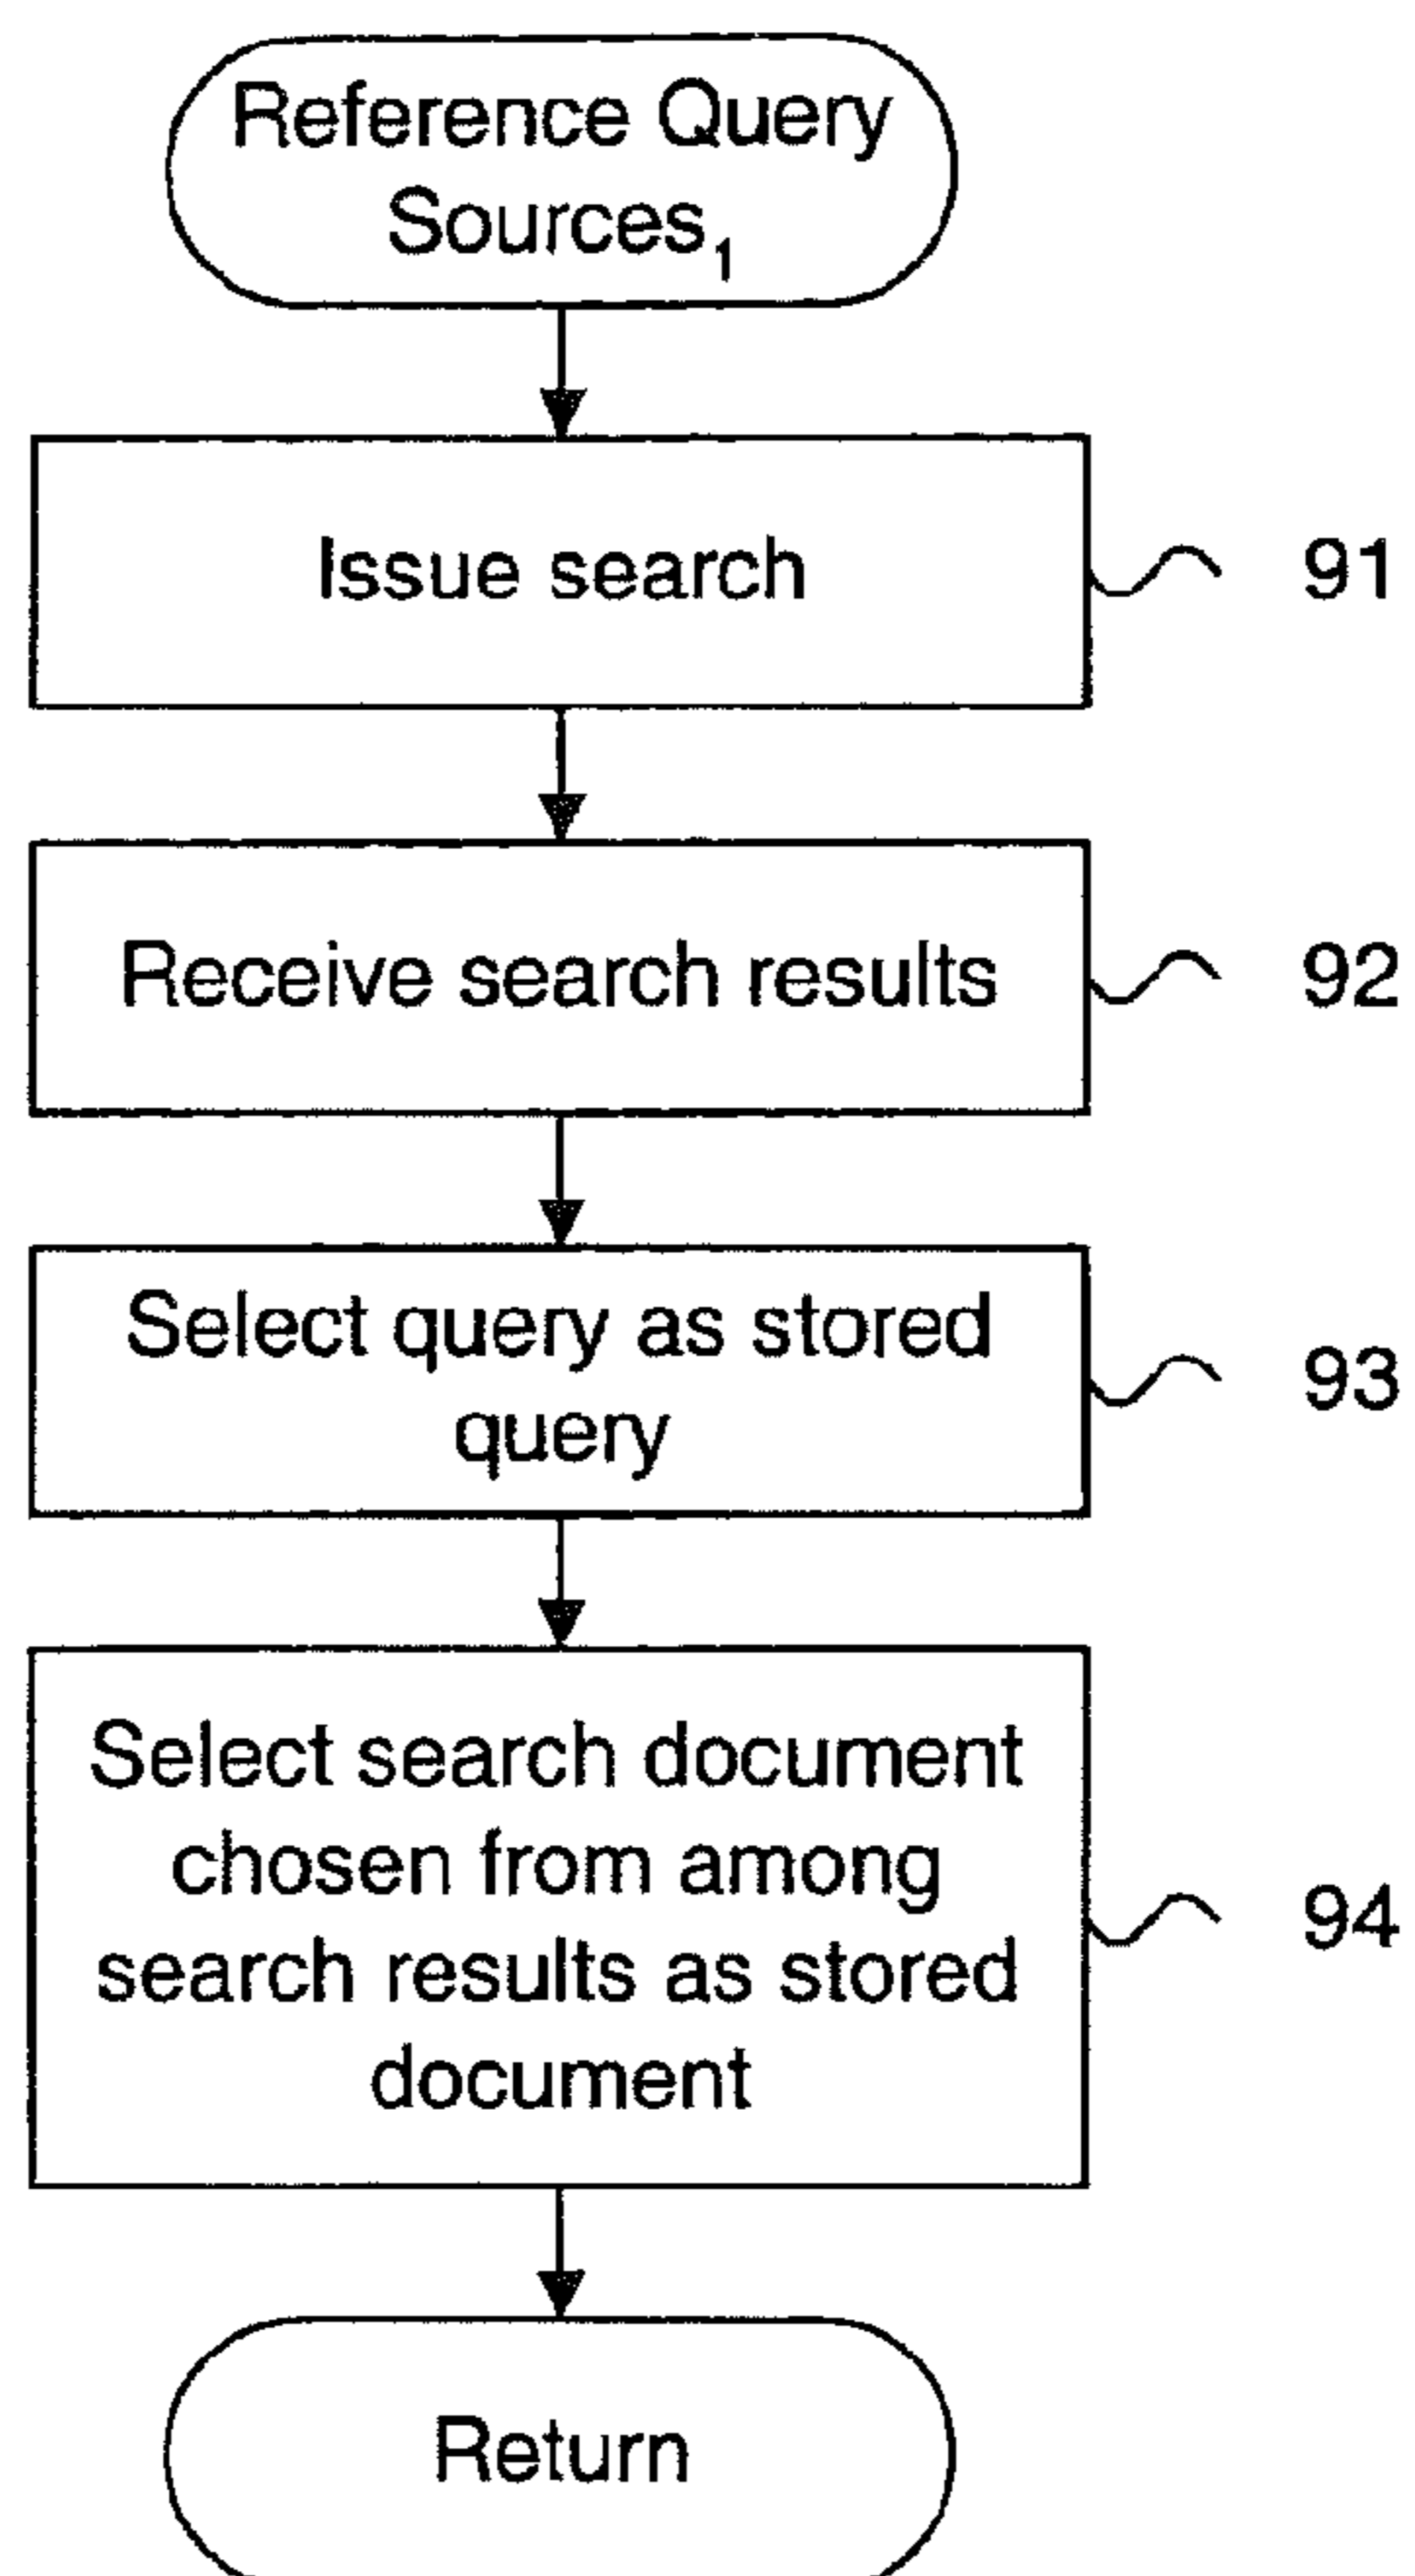 Reference Query
Sources₁
Issue search
91
Receive search results
92
Select query as stored
query
93
Select search document
chosen from among
search results as stored
document
94
Return